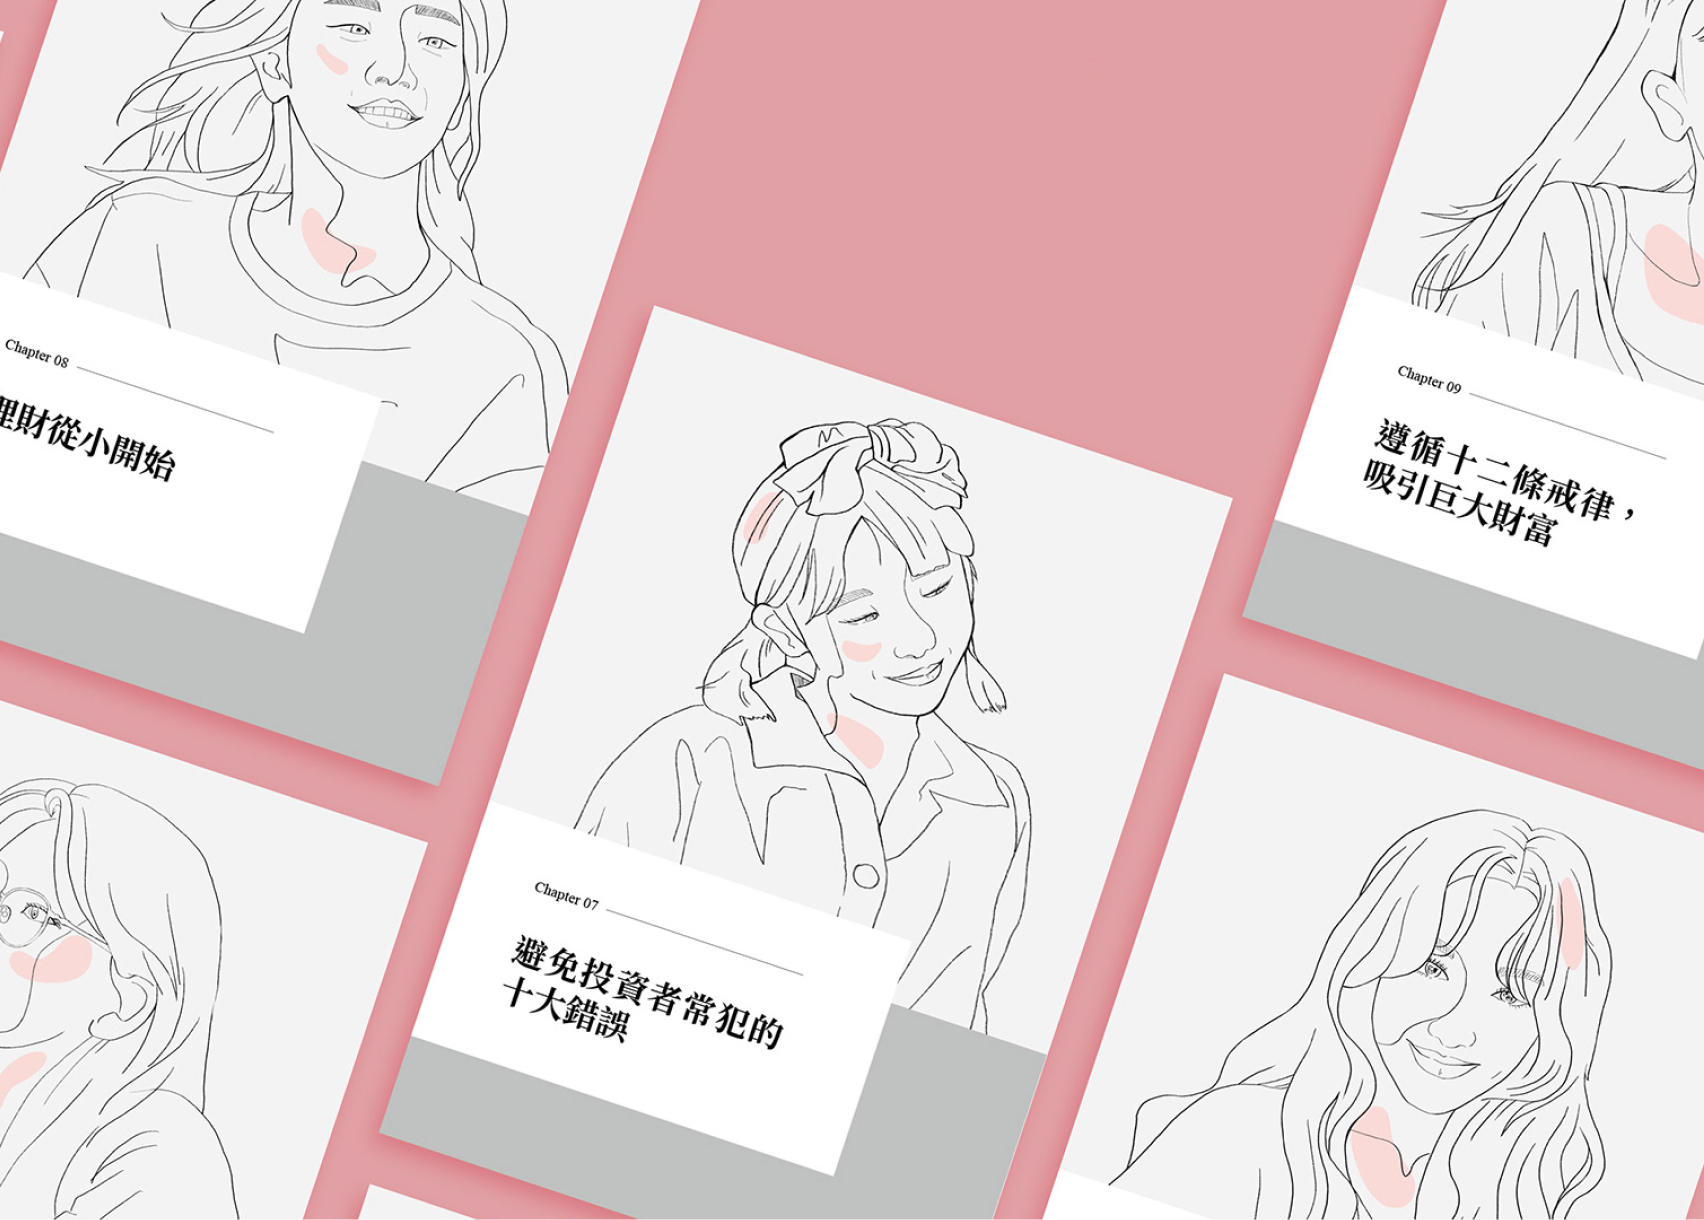 Chapter 08
理財從小開始
Chapter 07
避免投資者常犯的
十大錯誤
Chapter 09
遵循十二條戒律，
吸引巨大財富